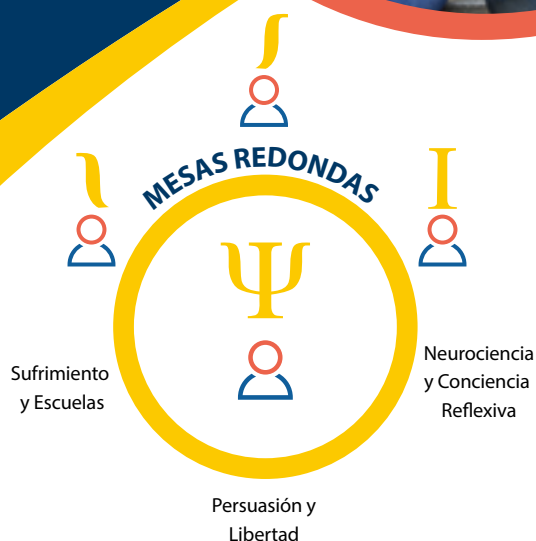 MESAS REDONDAS
Ψ
Sufrimiento
y Escuelas
Neurociencia
y Conciencia
Reflexiva
Persuasión y
Libertad